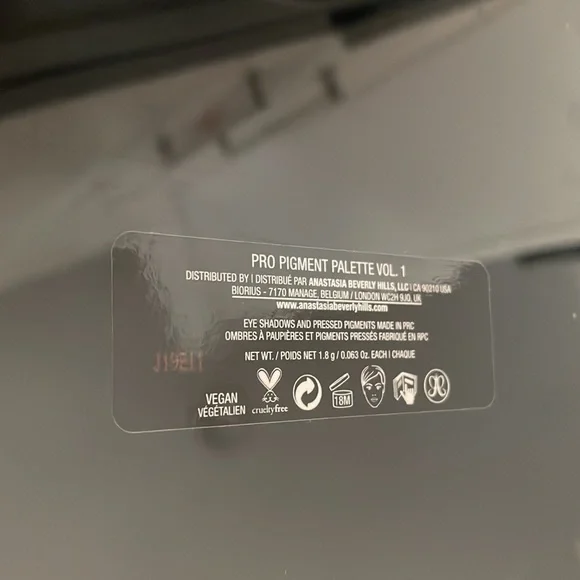 PRO PIGMENT PALETTE VOL. 1
DISTRIBUTED BY | DISTRIBUÉ PAR ANASTASIA BEVERLY HILLS, LLC | CA 90210 USA
BIORIUS - 7170 MANAGE, BELGIUM / LONDON WC2H 9JQ, UK
www.anastasiabeverlyhills.com
EYE SHADOWS AND PRESSED PIGMENTS MADE IN PRC
OMBRES À PAUPIÈRES ET PIGMENTS PRESSÉS FABRIQUÉ EN RPC
NET WT. / POIDS NET 1.8 g / 0.063 Oz. EACH | CHAQUE
VEGAN
VÉGÉTALIEN
crueltyfree
18M